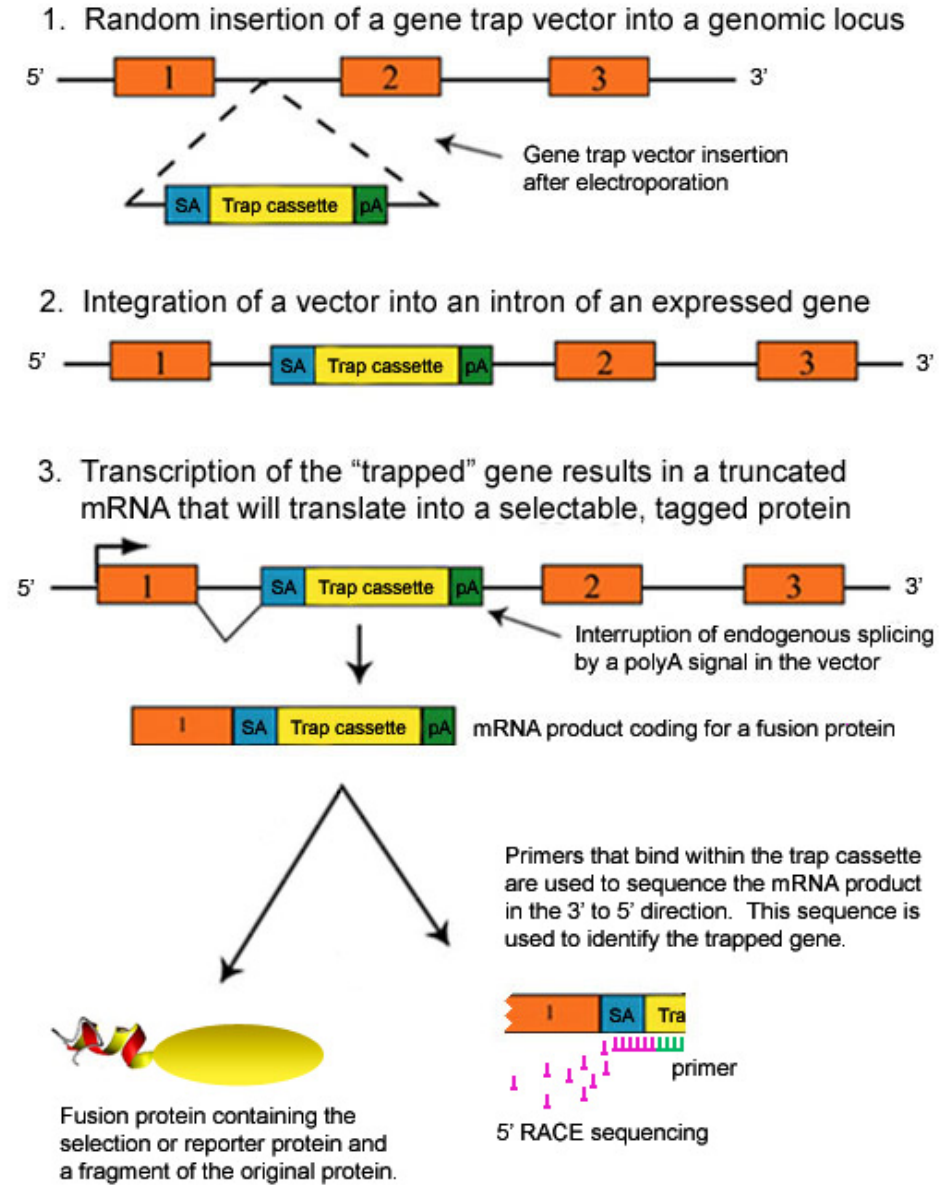 1. Random insertion of a gene trap vector into a genomic locus
5' 1 2 3 3'
Gene trap vector insertion
after electroporation
SA Trap cassette pA
2. Integration of a vector into an intron of an expressed gene
5' 1 SA Trap cassette pA 2 3 3'
3. Transcription of the “trapped” gene results in a truncated
mRNA that will translate into a selectable, tagged protein
5' 1 SA Trap cassette pA 2 3 3'
Interruption of endogenous splicing
by a polyA signal in the vector
1 SA Trap cassette pA mRNA product coding for a fusion protein
Primers that bind within the trap cassette
are used to sequence the mRNA product
in the 3' to 5' direction. This sequence is
used to identify the trapped gene.
1 SA Tra
primer
5' RACE sequencing
Fusion protein containing the
selection or reporter protein and
a fragment of the original protein.